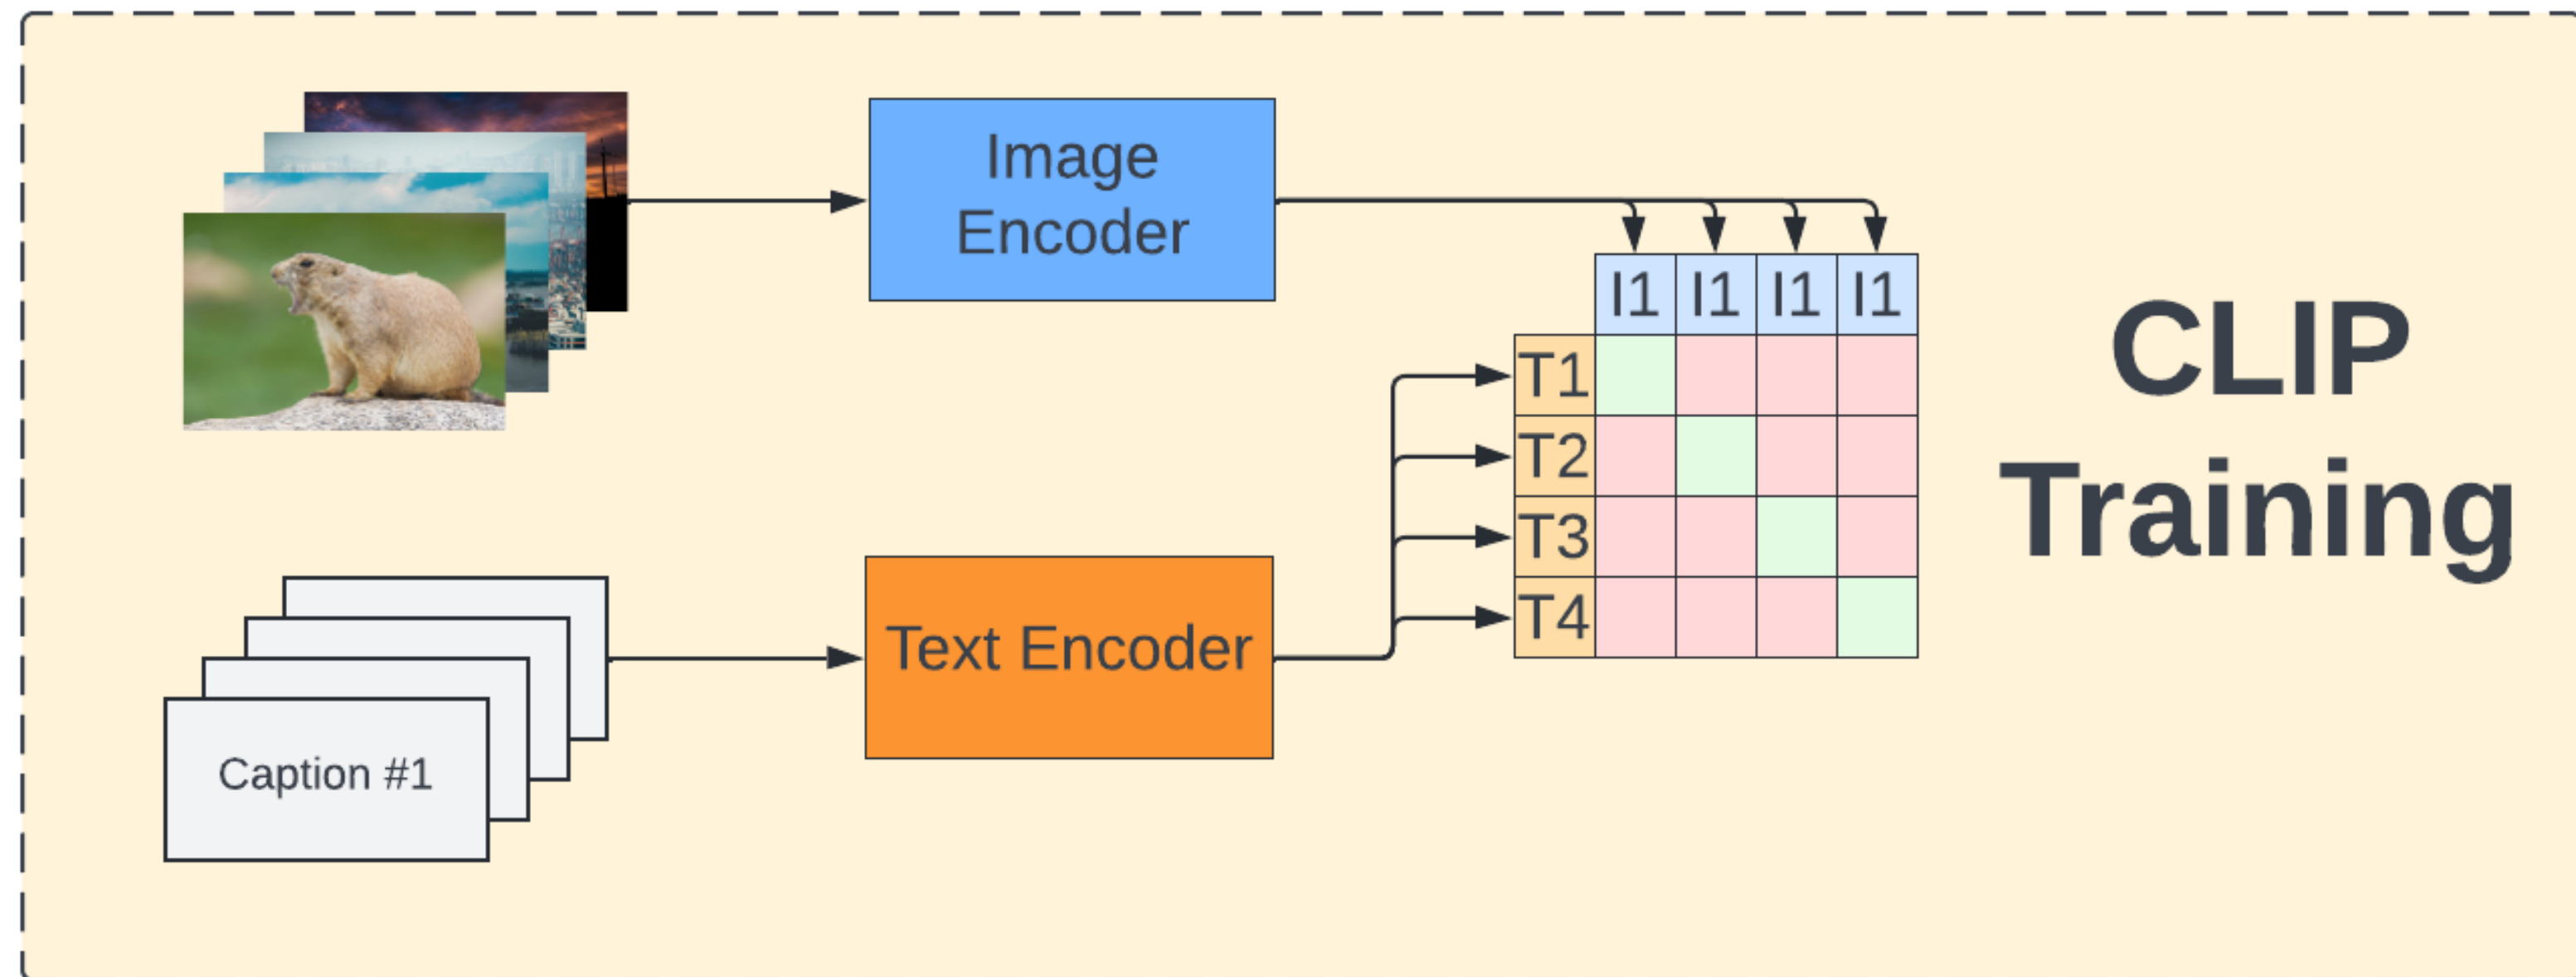 Image
Encoder
I1 I1 I1 I1
T1
T2
T3
T4
CLIP
Training
Text Encoder
Caption #1